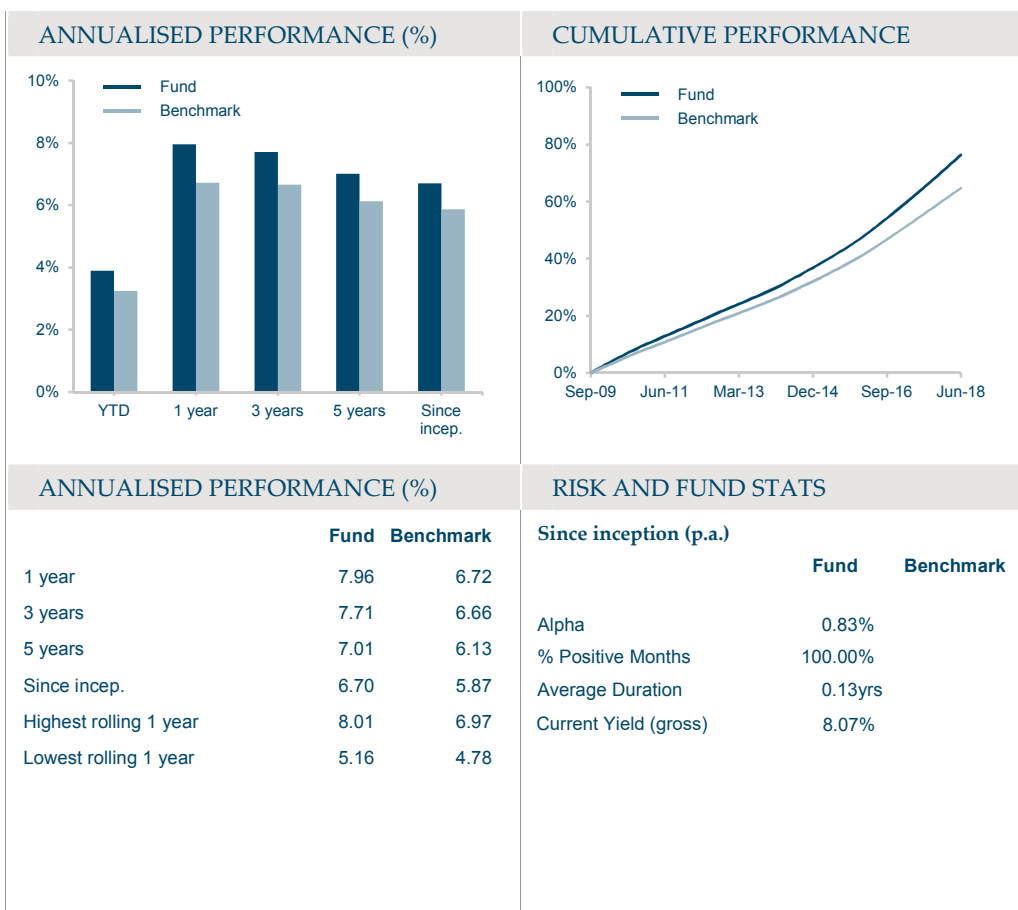 ANNUALISED PERFORMANCE (%)
10%
8%
6%
4%
2%
0%
Fund
Benchmark
YTD
1 year
3 years
5 years
Since
incep.
CUMULATIVE PERFORMANCE
100%
80%
60%
40%
20%
0%
Fund
Benchmark
Sep-09
Jun-11
Mar-13
Dec-14
Sep-16
Jun-18
ANNUALISED PERFORMANCE (%)
Fund Benchmark
1 year 7.96 6.72
3 years 7.71 6.66
5 years 7.01 6.13
Since incep. 6.70 5.87
Highest rolling 1 year 8.01 6.97
Lowest rolling 1 year 5.16 4.78
RISK AND FUND STATS
Since inception (p.a.)
Fund Benchmark
Alpha 0.83%
% Positive Months 100.00%
Average Duration 0.13yrs
Current Yield (gross) 8.07%